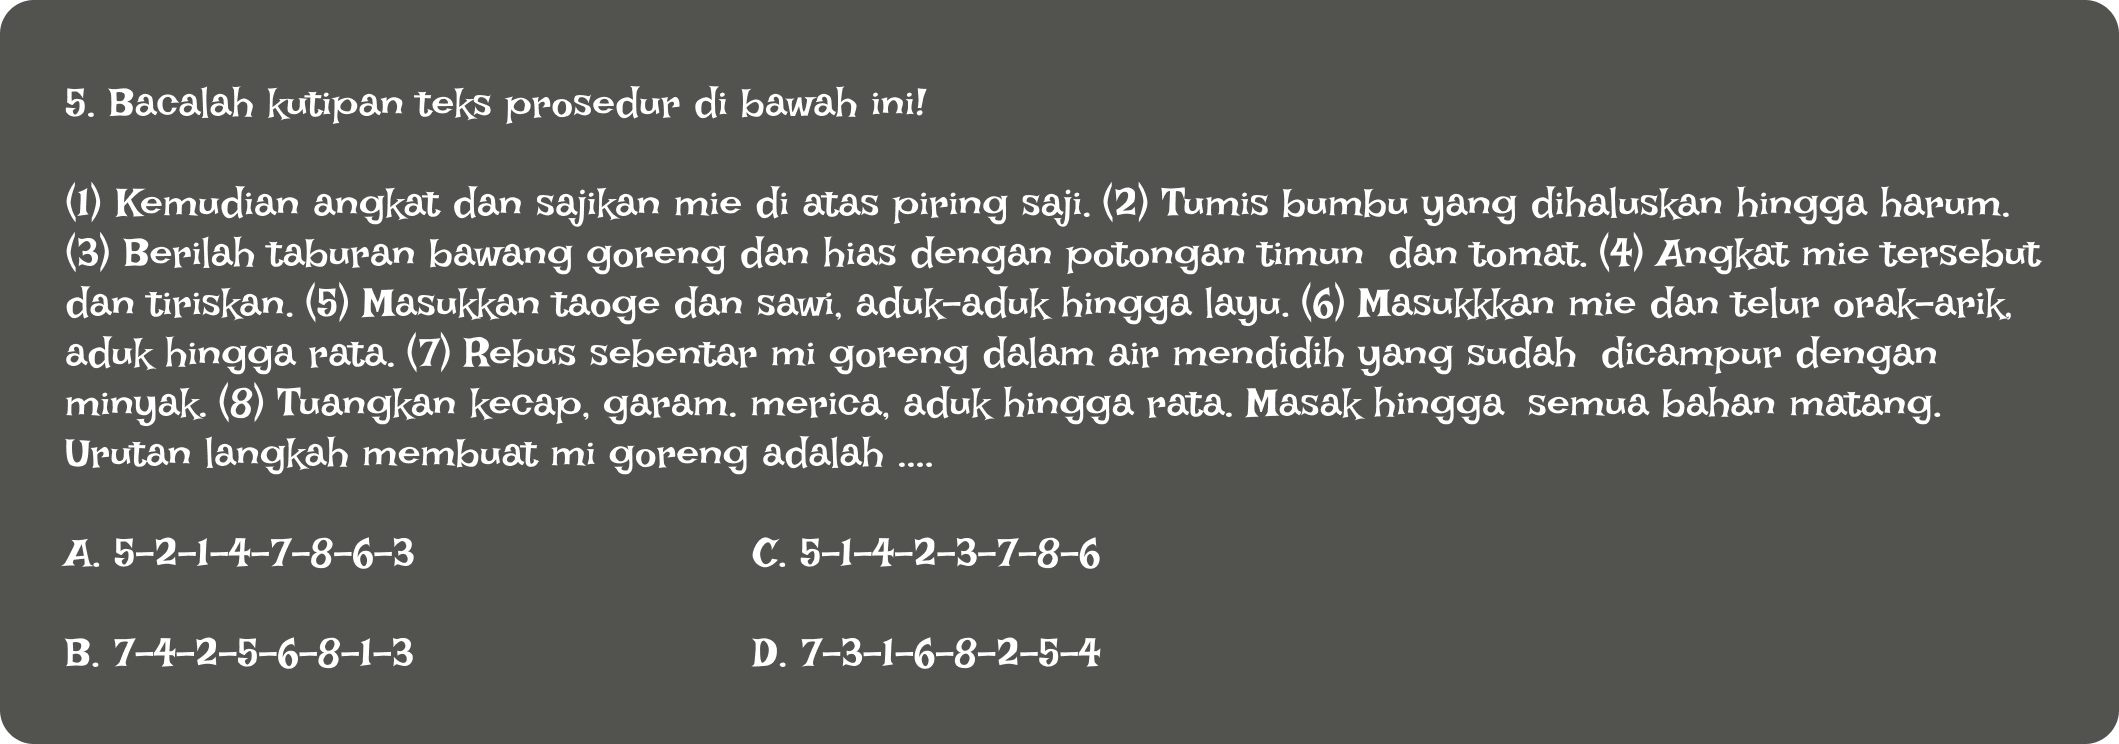 5. Bacalah kutipan teks prosedur di bawah ini!
(1) Kemudian angkat dan sajikan mie di atas piring saji. (2) Tumis bumbu yang dihaluskan hingga harum.
(3) Berilah taburan bawang goreng dan hias dengan potongan timun dan tomat. (4) Angkat mie tersebut
dan tiriskan. (5) Masukkan taoge dan sawi, aduk-aduk hingga layu. (6) Masukkkan mie dan telur orak-arik,
aduk hingga rata. (7) Rebus sebentar mi goreng dalam air mendidih yang sudah dicampur dengan
minyak. (8) Tuangkan kecap, garam. merica, aduk hingga rata. Masak hingga semua bahan matang.
Urutan langkah membuat mi goreng adalah ....
A. 5-2-1-4-7-8-6-3
C. 5-1-4-2-3-7-8-6
B. 7-4-2-5-6-8-1-3
D. 7-3-1-6-8-2-5-4